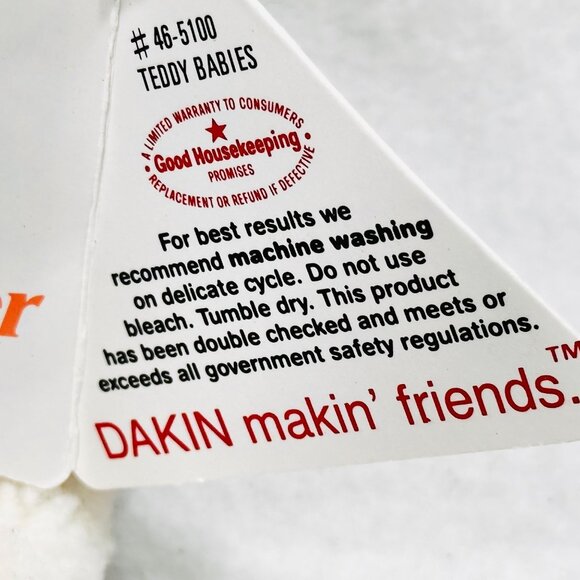 # 46-5100
TEDDY BABIES
A LIMITED WARRANTY TO CONSUMERS
Good Housekeeping
PROMISES
REPLACEMENT OR REFUND IF DEFECTIVE
For best results we
recommend machine washing
on delicate cycle. Do not use
bleach. Tumble dry. This product
has been double checked and meets or
exceeds all government safety regulations.
DAKIN makin' friends.™